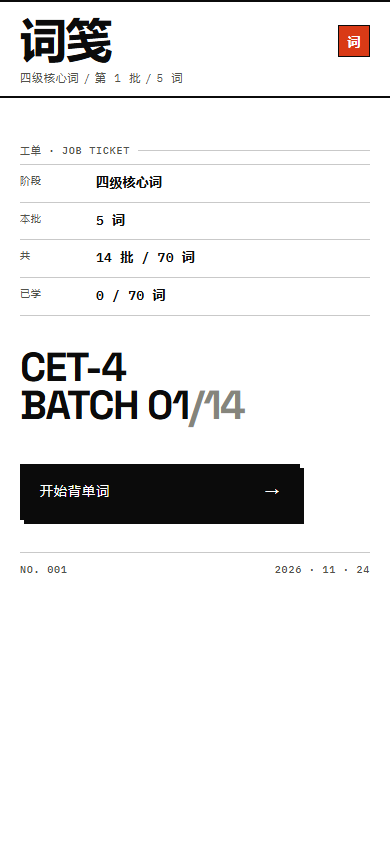 词笺
词
四级核心词 / 第 1 批 / 5 词
工单 · JOB TICKET
阶段 四级核心词
本批 5 词
共 14 批 / 70 词
已学 0 / 70 词
CET-4
BATCH 01/14
开始背单词 →
NO. 001 2026 · 11 · 24